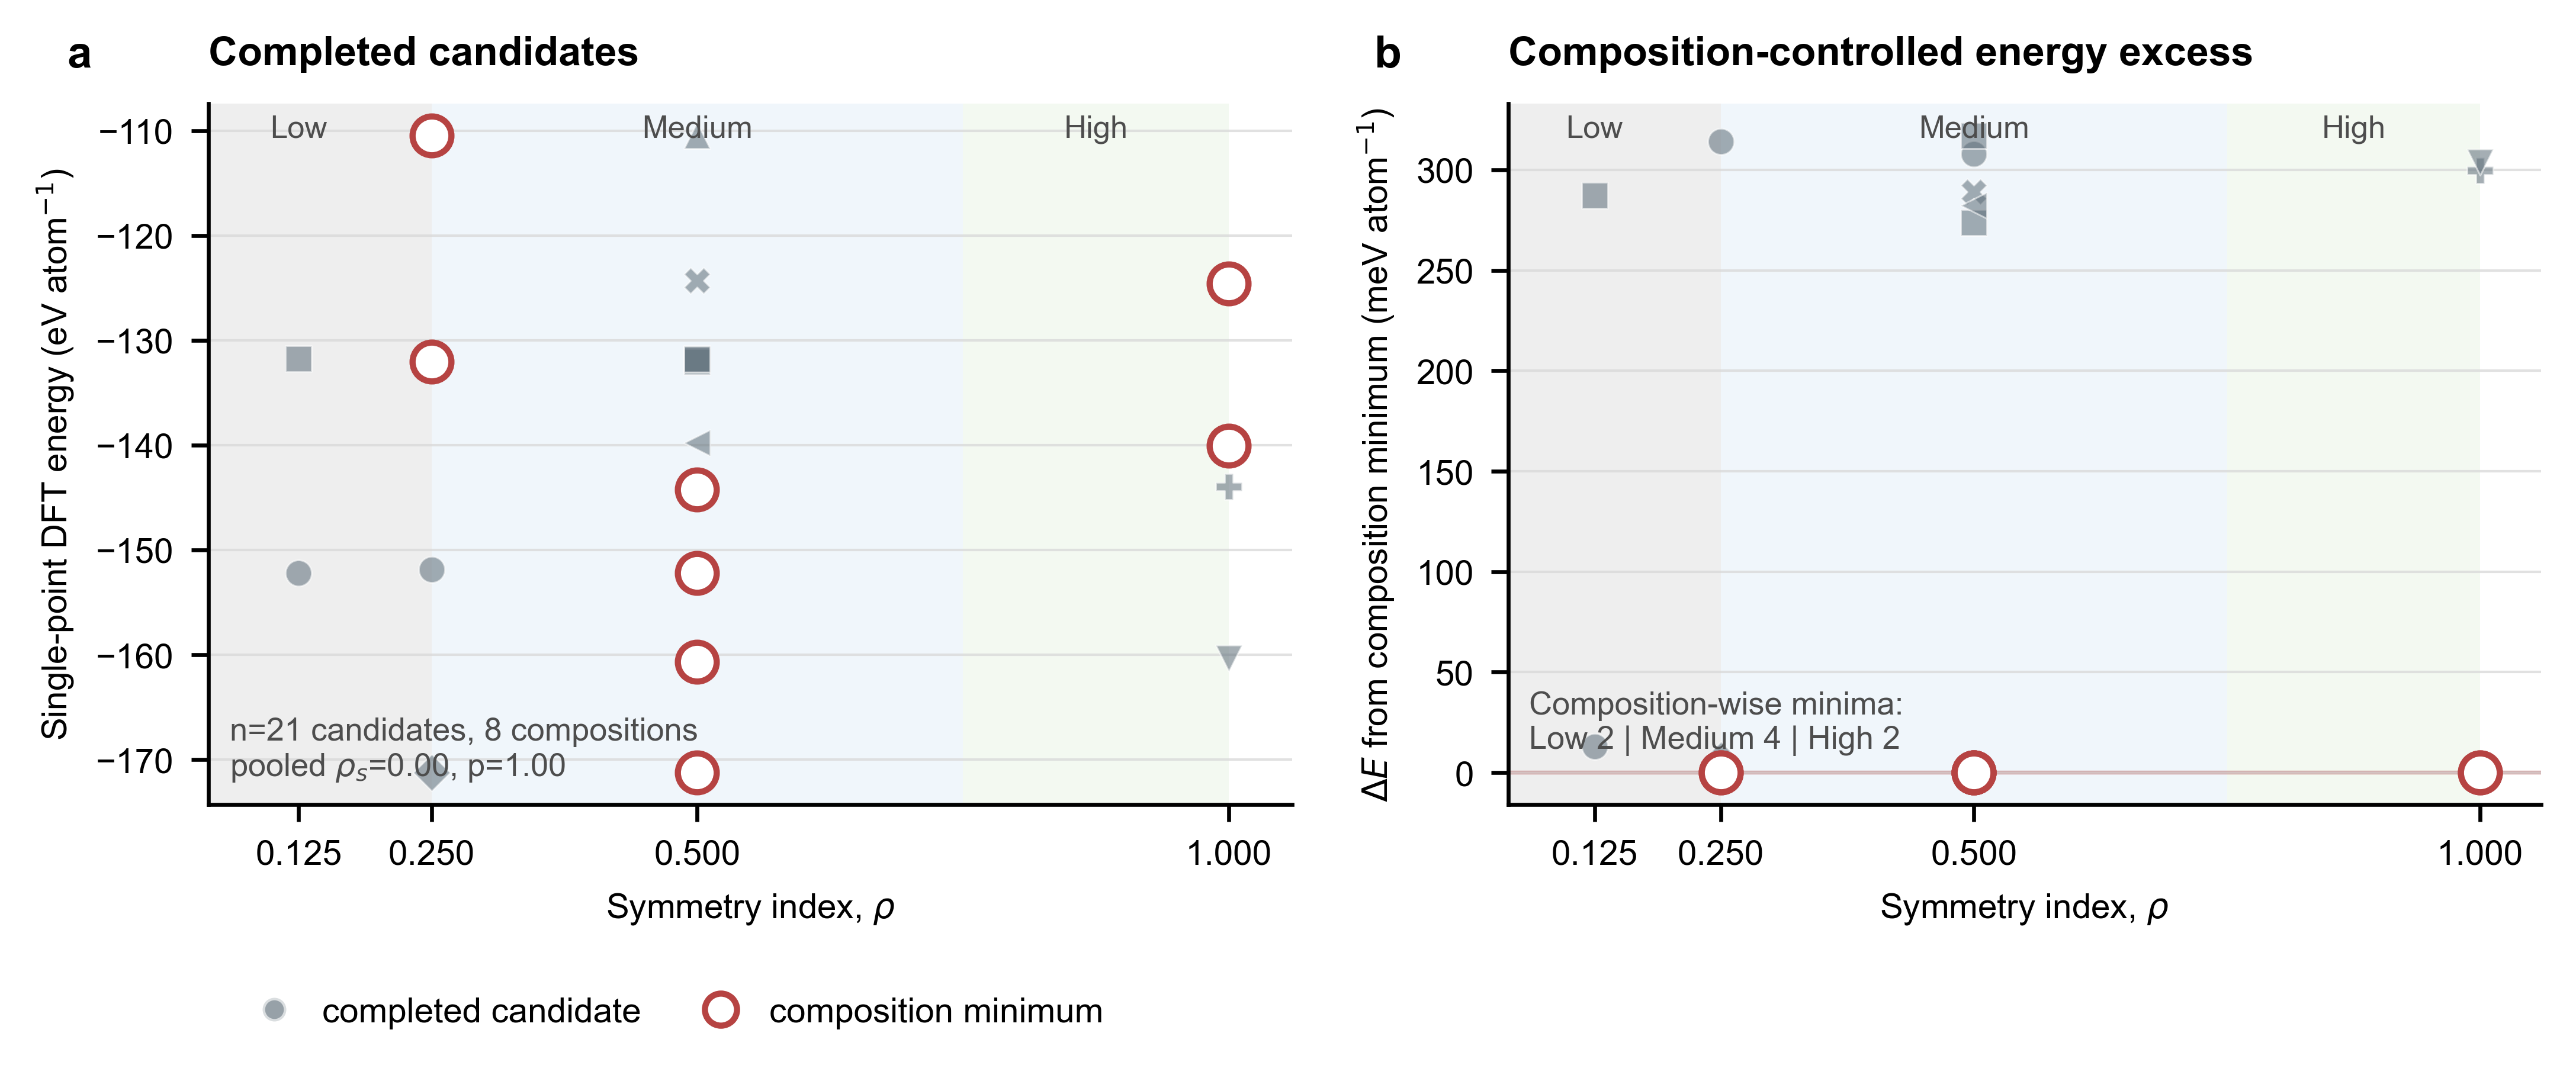 a
Completed candidates
Single-point DFT energy (eV atom⁻¹)
−110
−120
−130
−140
−150
−160
−170
Low
Medium
High
n=21 candidates, 8 compositions
pooled ρₛ=0.00, p=1.00
0.125
0.250
0.500
1.000
Symmetry index, ρ
completed candidate
composition minimum
b
Composition-controlled energy excess
ΔE from composition minimum (meV atom⁻¹)
300
250
200
150
100
50
0
Low
Medium
High
Composition-wise minima:
Low 2 | Medium 4 | High 2
0.125
0.250
0.500
1.000
Symmetry index, ρ